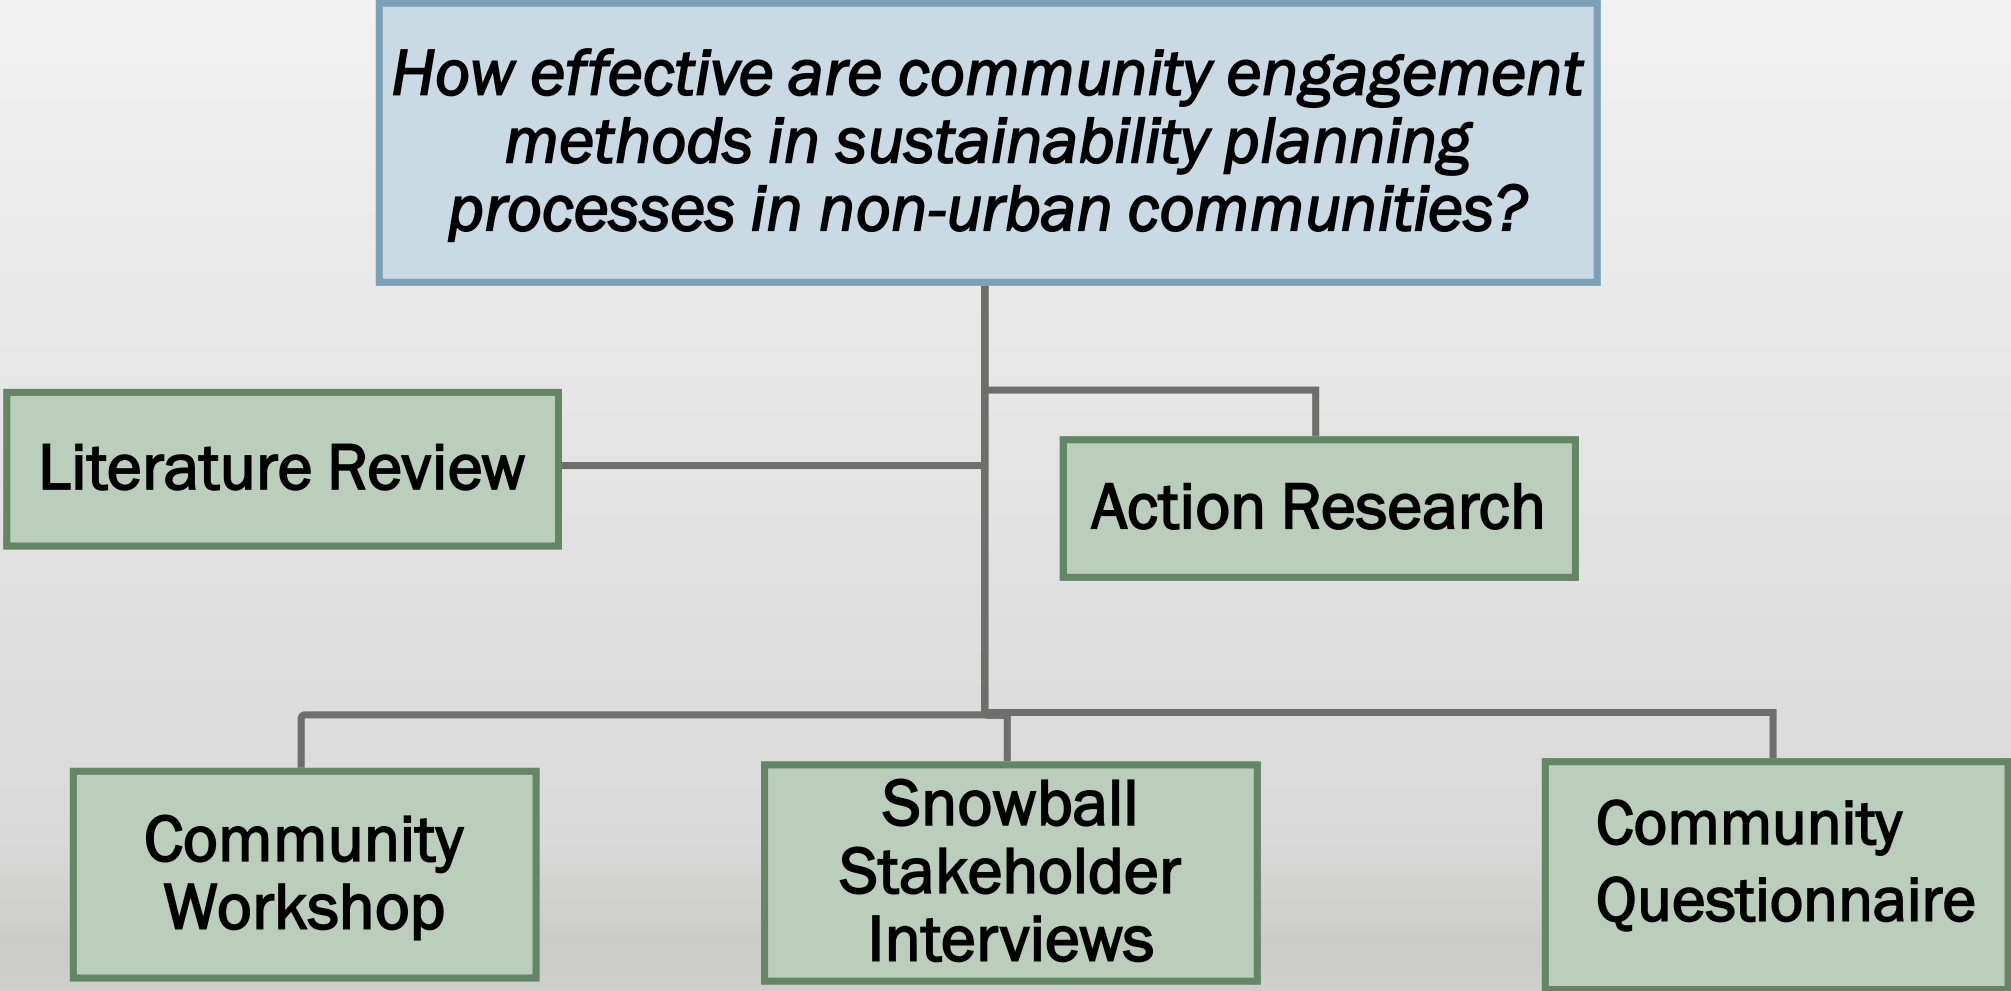 How effective are community engagement
methods in sustainability planning
processes in non-urban communities?
Literature Review
Action Research
Community
Workshop
Snowball
Stakeholder
Interviews
Community
Questionnaire